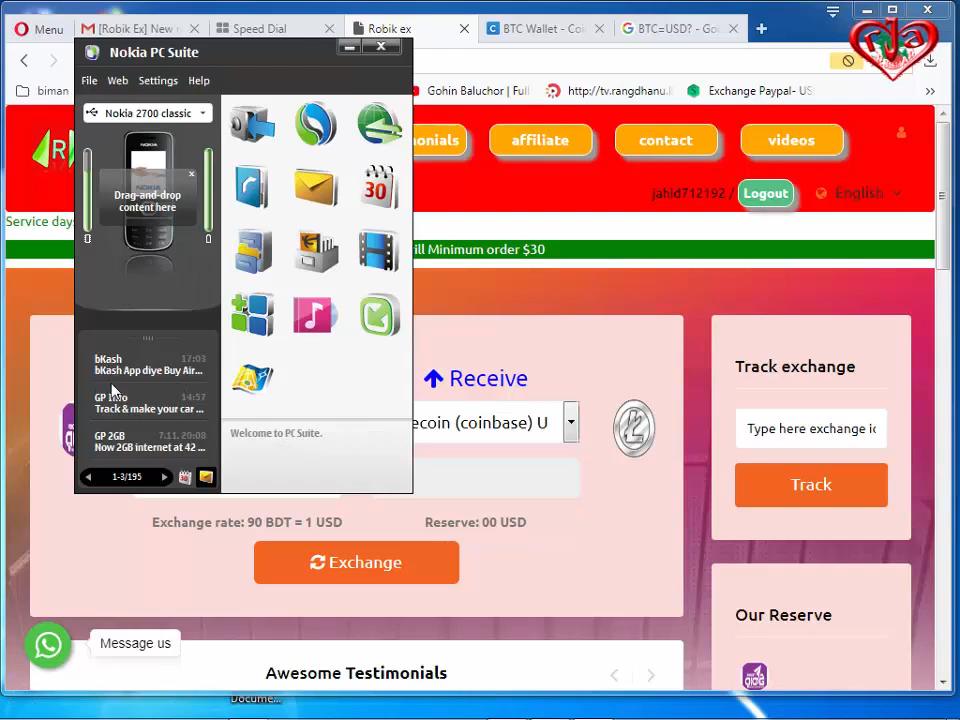 Menu
[Robik Ex] New r
Speed Dial
Robik ex
BTC Wallet - Coi
BTC=USD? - Go
biman
Gohin Baluchor | Full
http://tv.rangdhanu.l
Exchange Paypal- US
monials
affiliate
contact
videos
jahid712192 / Logout
English
Service days
ill Minimum order $30
Nokia PC Suite
File Web Settings Help
Nokia 2700 classic
NOKIA
Drag-and-drop
content here
30
bKash 17:03
bKash App diye Buy Air...
GP Info 14:57
Track & make your car ...
GP 2GB 7.11. 20:08
Now 2GB internet at 42 ...
1-3/195
Welcome to PC Suite.
Receive
ecoin (coinbase) U
Exchange rate: 90 BDT = 1 USD
Reserve: 00 USD
Exchange
Track exchange
Type here exchange id
Track
Our Reserve
Message us
Awesome Testimonials
Docume...